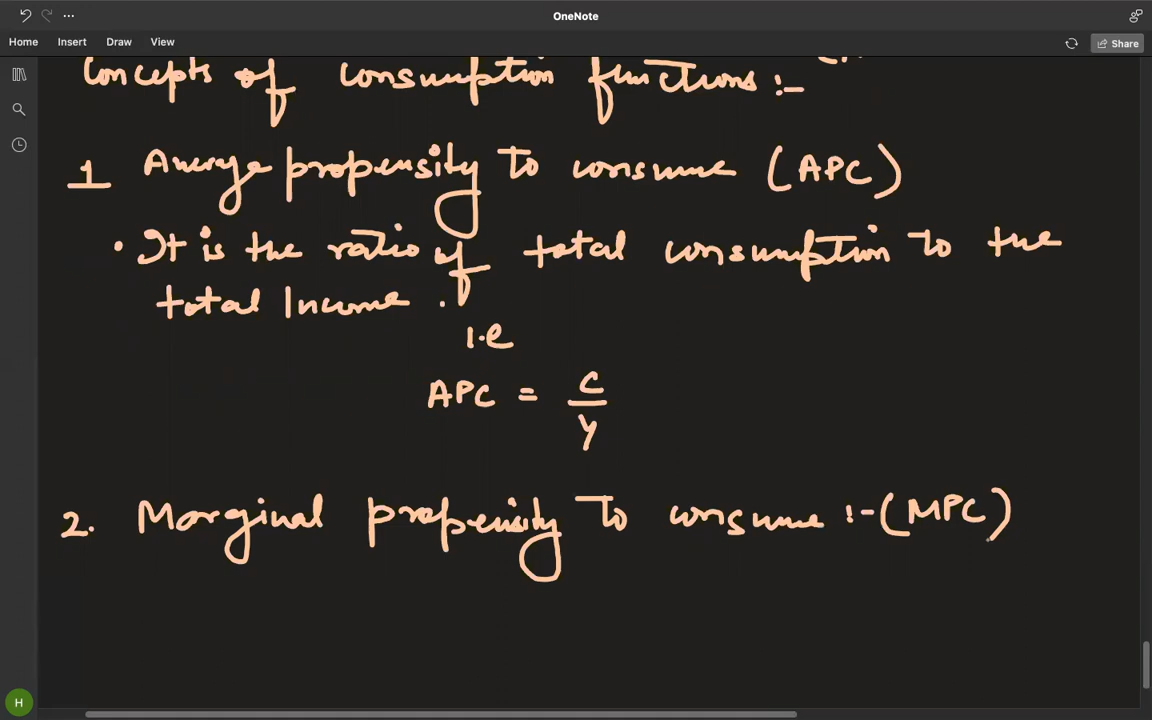 OneNote
Home Insert Draw View
Share
Concepts of consumption functions :-
1 Average propensity to consume (APC)
• It is the ratio of total consumption to the
total Income .
i.e
APC = C
Y
2. Marginal propensity to consume :- (MPC)
H